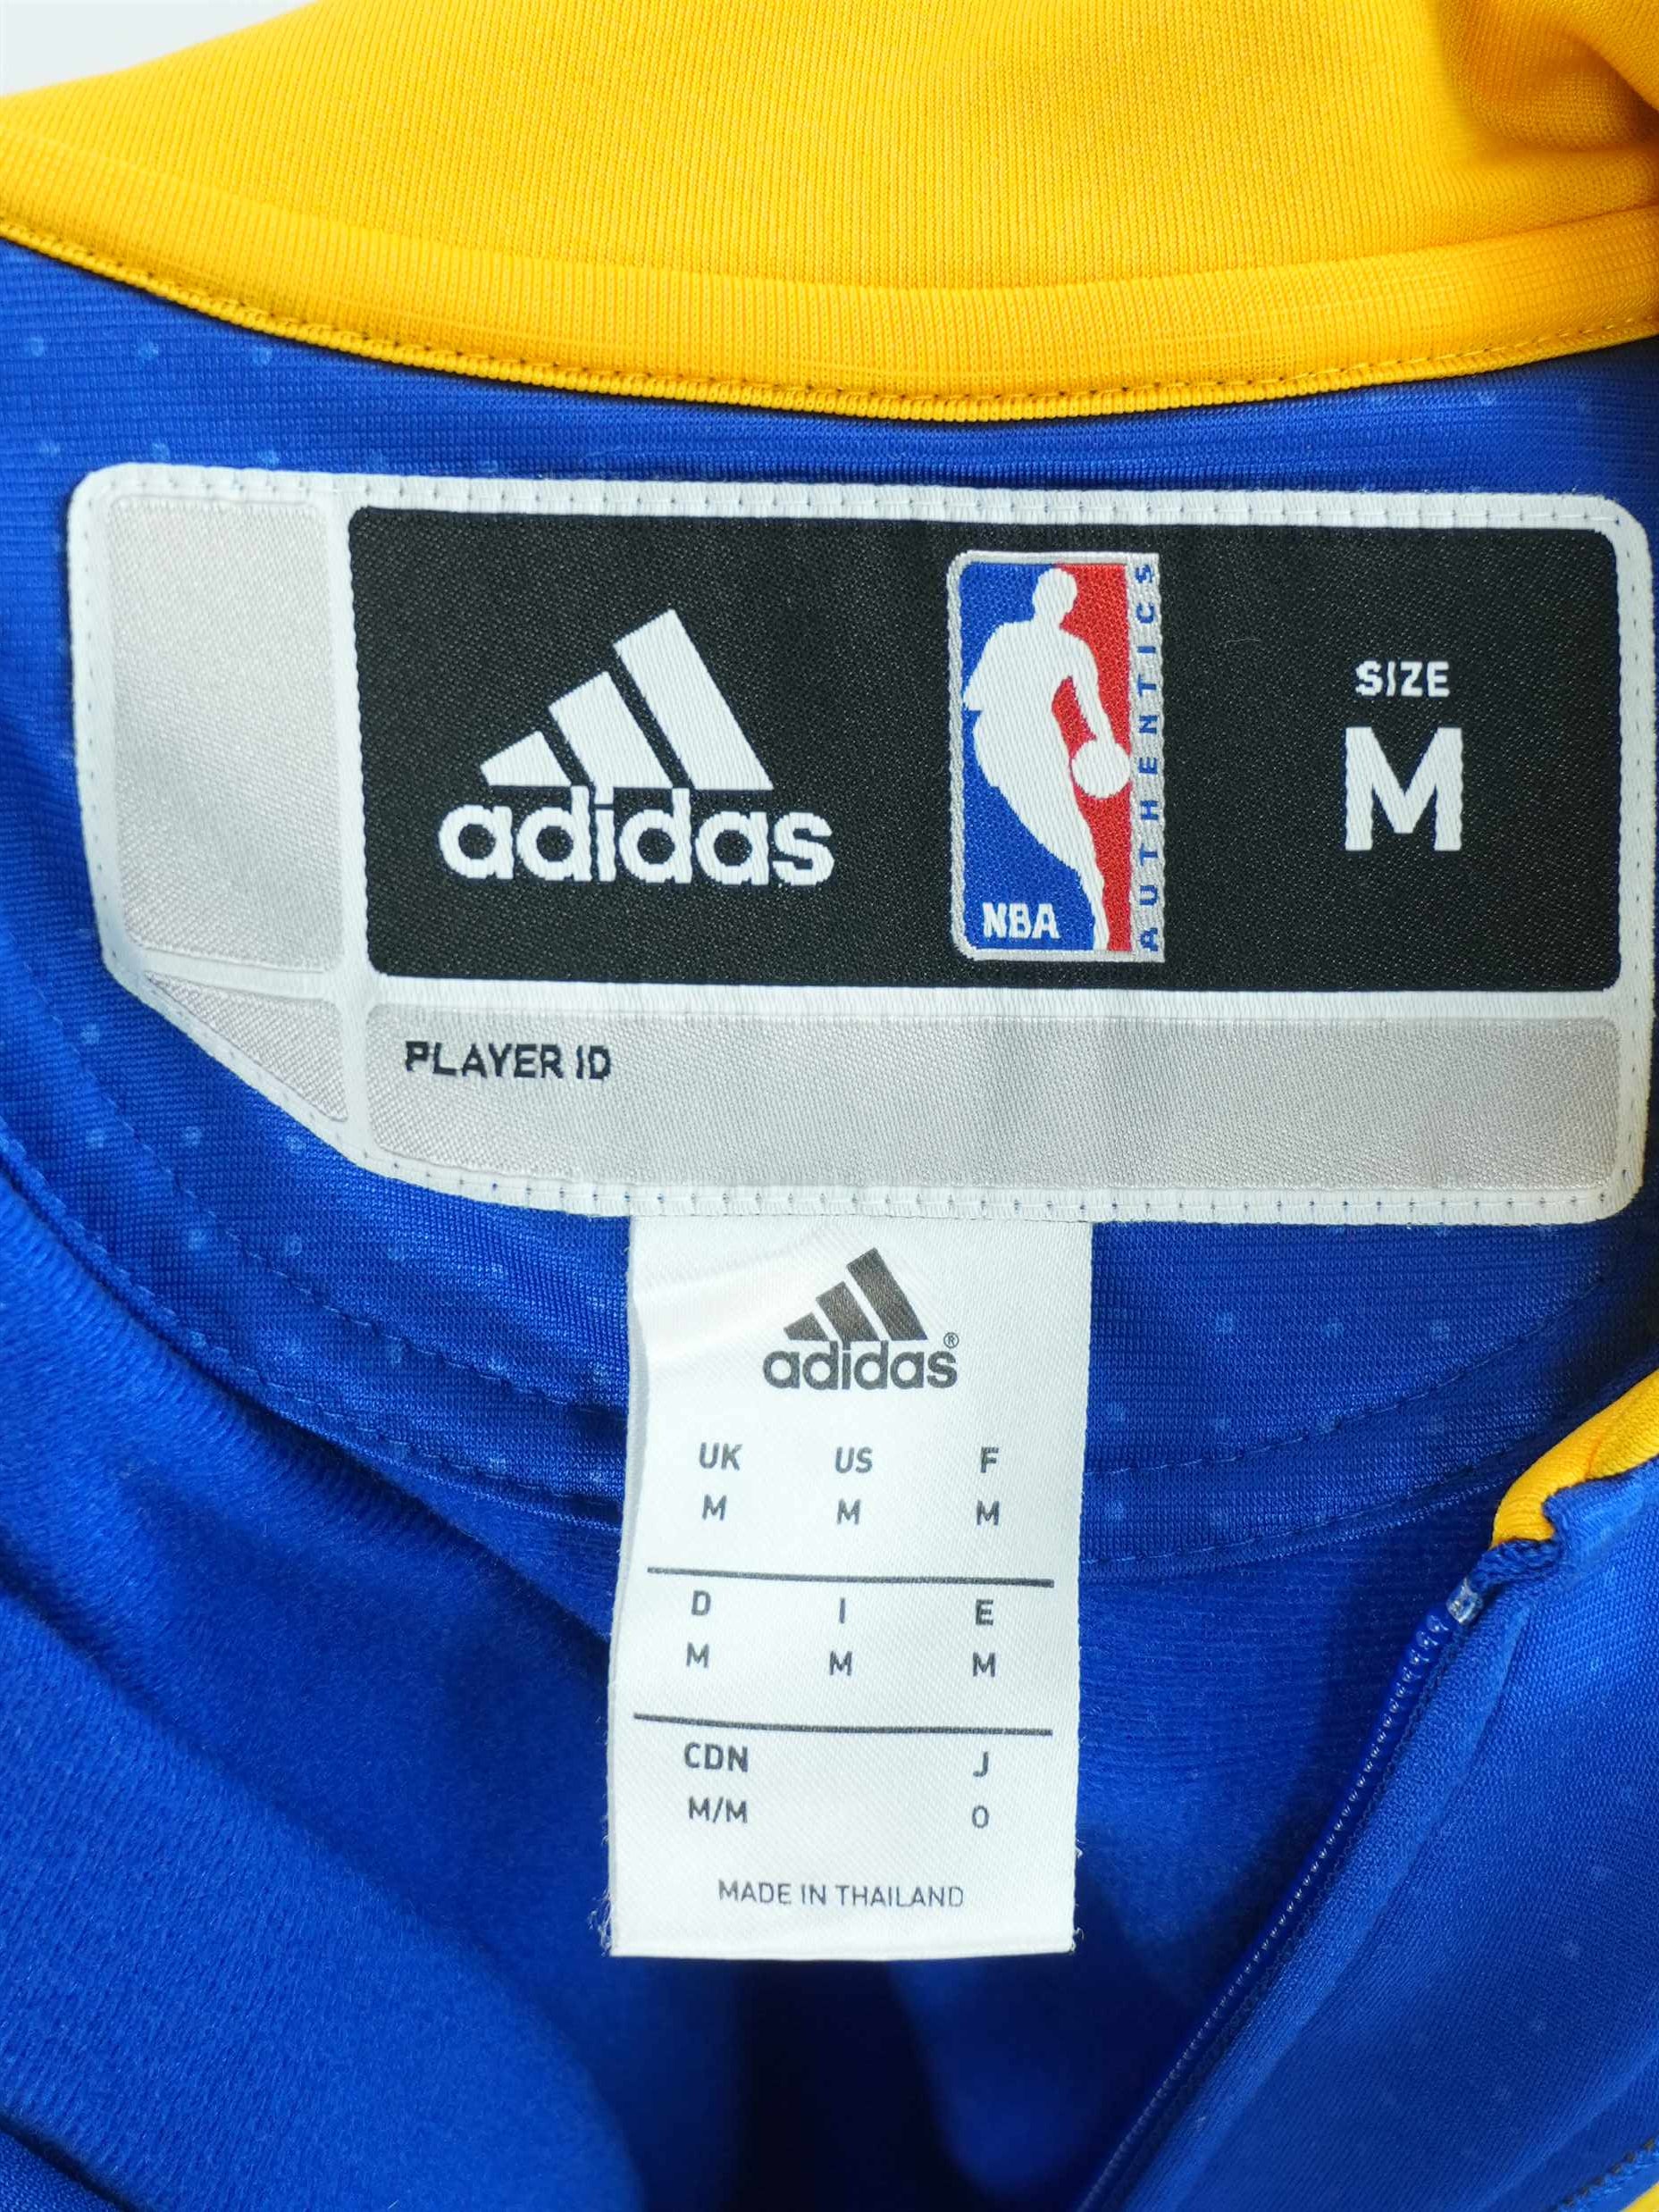 adidas
NBA
AUTHENTICS
SIZE
M
PLAYER ID
adidas®
UK US F
M M M
D I E
M M M
CDN J
M/M O
MADE IN THAILAND